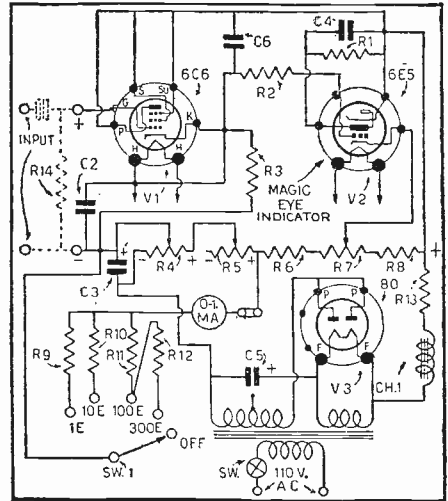 C4
R1
C6
6C6
6E5
S
Su
G
K
P
H
H
R2
INPUT
+
R14
C2
V1
R3
MAGIC
EYE
INDICATOR
V2
−
+
−
+
+
R4
R5
R6
R7
R8
C3
0-1
MA
P
P
80
R13
R9
R10
R11
R12
C5
+
F
F
V3
CH.1
1E
10E
100E
300E
OFF
SW.1
SW.
110 V.
A C